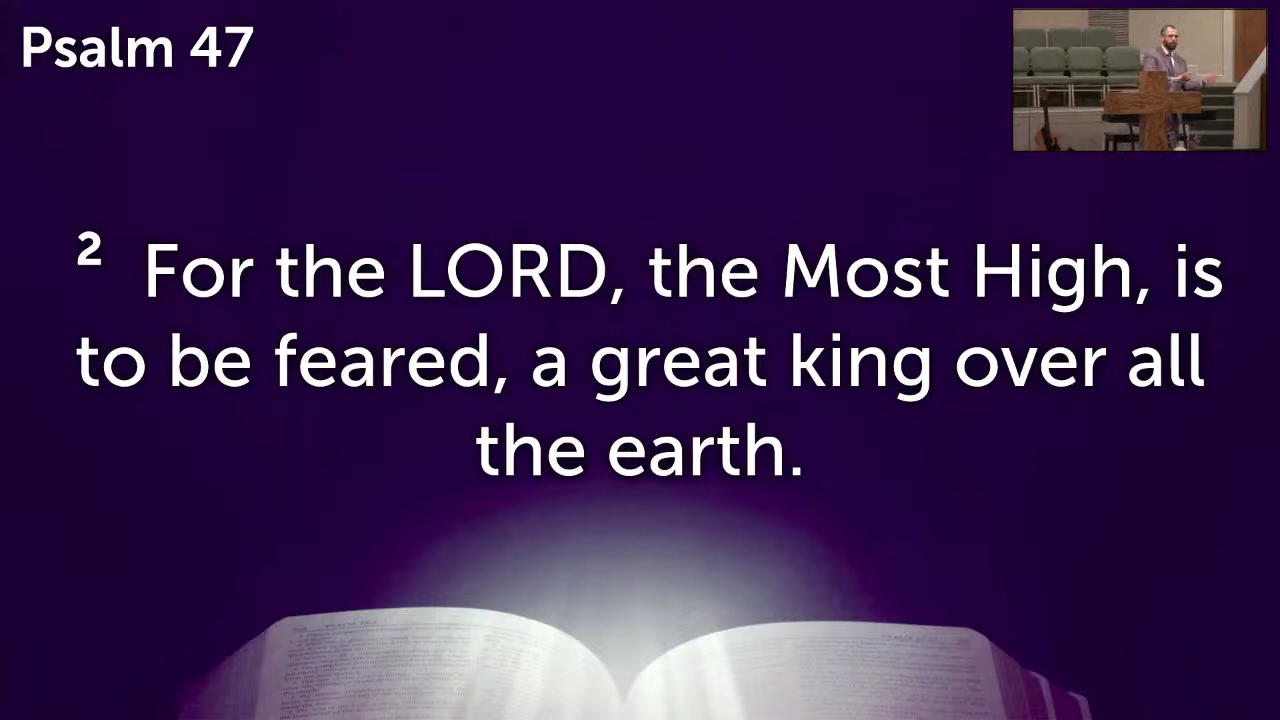 Psalm 47
2 For the LORD, the Most High, is
to be feared, a great king over all
the earth.